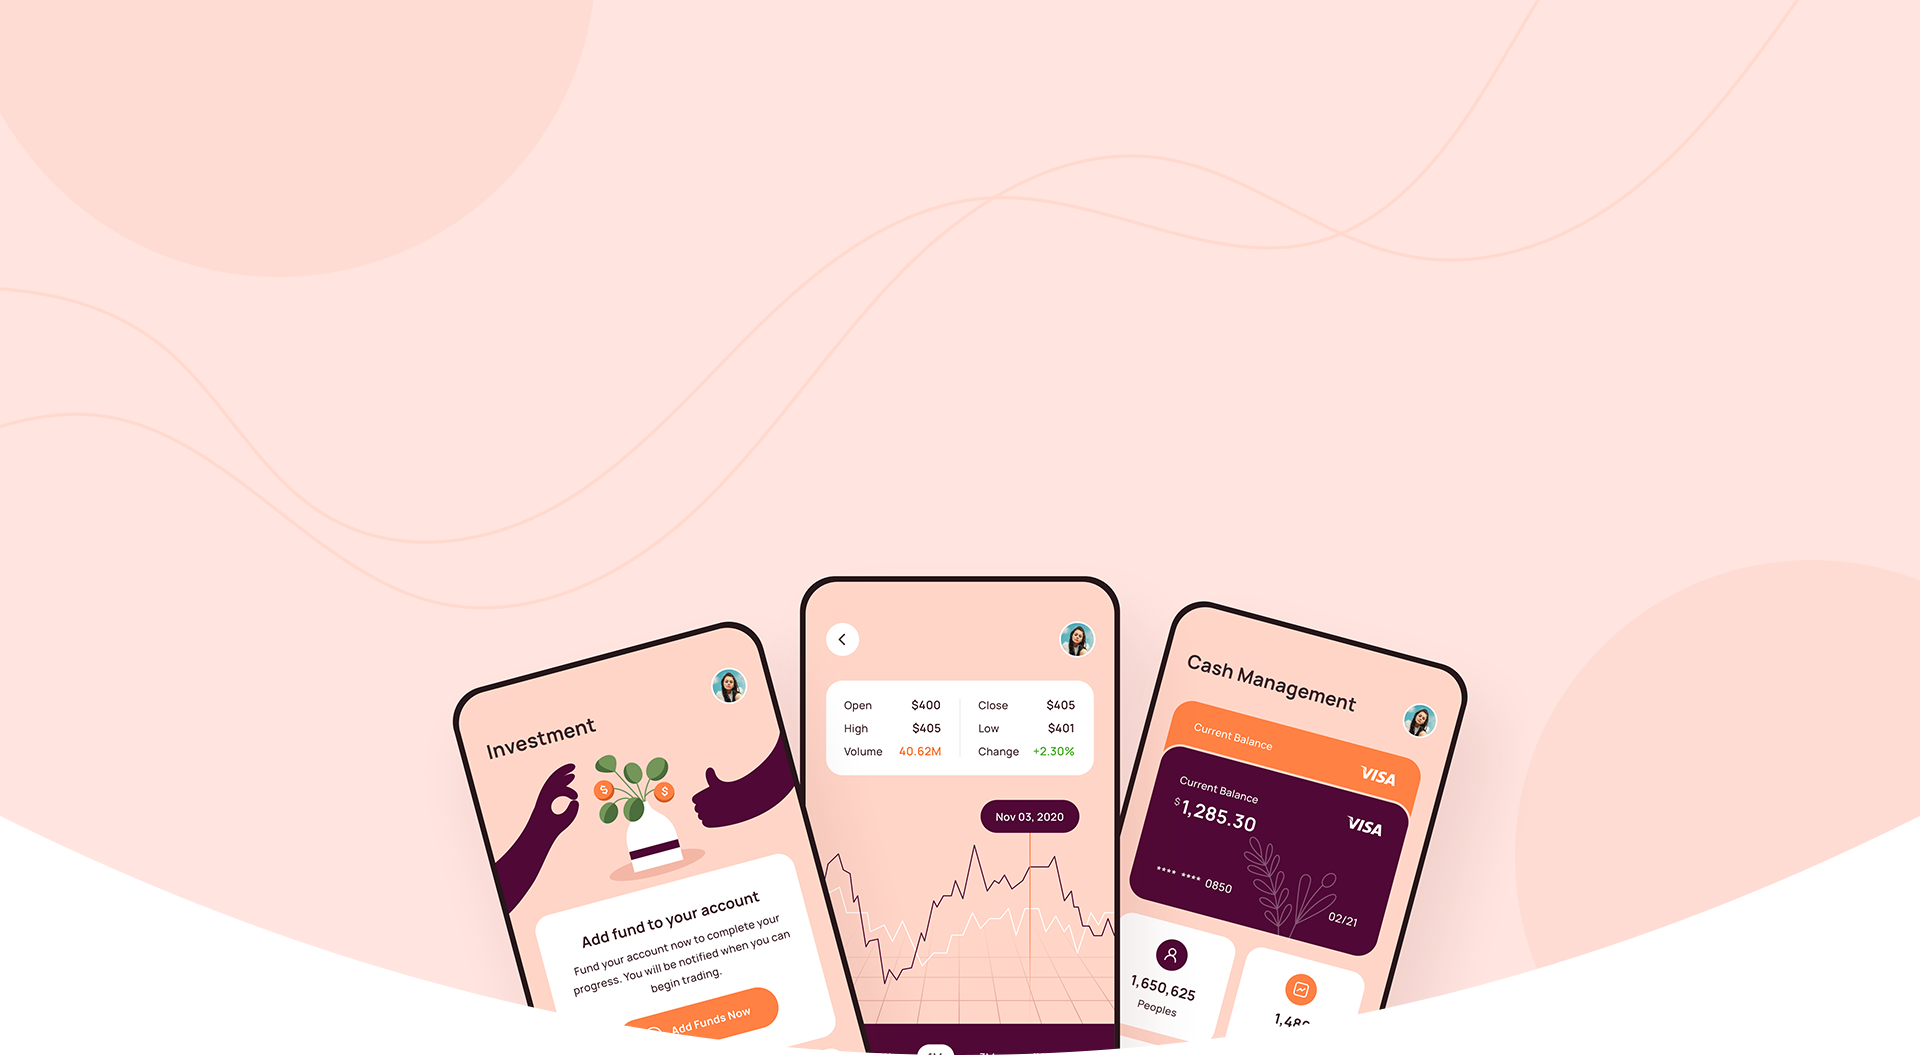 Investment
Add fund to your account
Fund your account now to complete your
progress. You will be notified when you can
begin trading.
Add Funds Now
Open $400 Close $405
High $405 Low $401
Volume 40.62M Change +2.30%
Nov 03, 2020
Cash Management
Current Balance
VISA
Current Balance
$1,285.30
VISA
**** **** 0850
02/21
1,650,625
Peoples